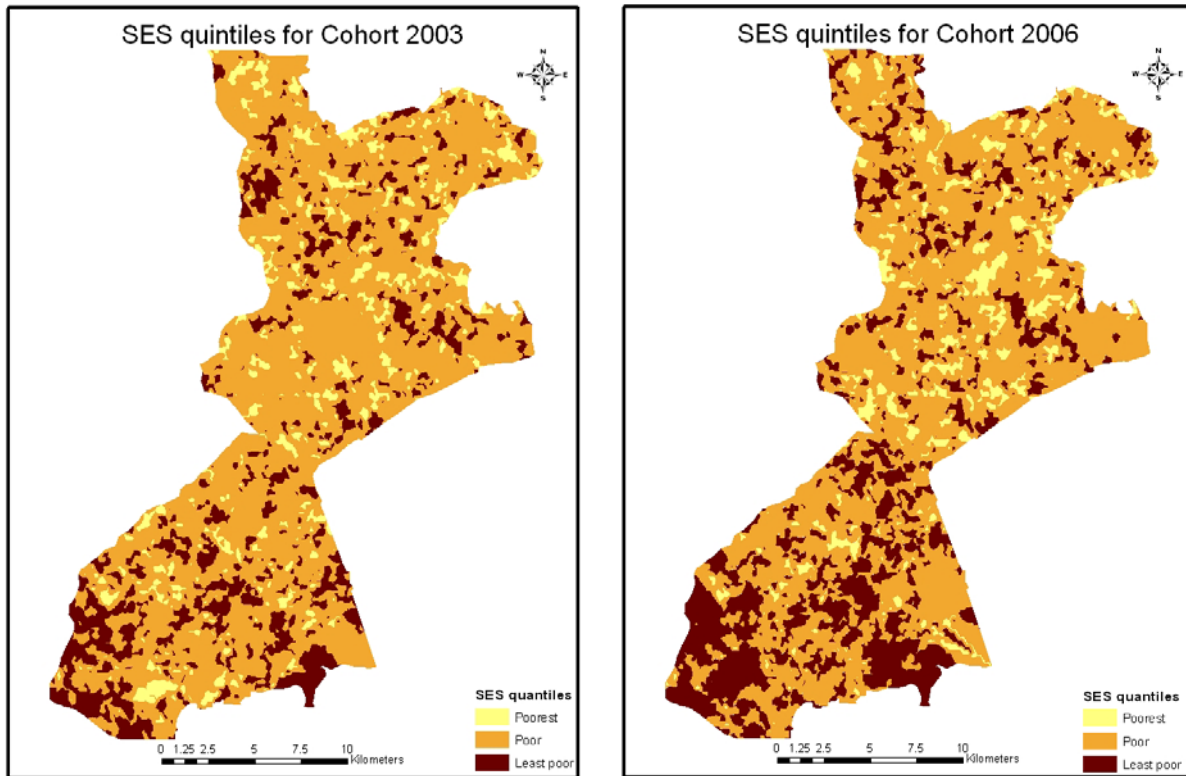 SES quintiles for Cohort 2003
N
W E
S
SES quantiles
Poorest
Poor
Least poor
0 1.25 2.5 5 7.5 10
Kilometers
SES quintiles for Cohort 2006
N
W E
S
SES quantiles
Poorest
Poor
Least poor
0 1.25 2.5 5 7.5 10
Kilometers